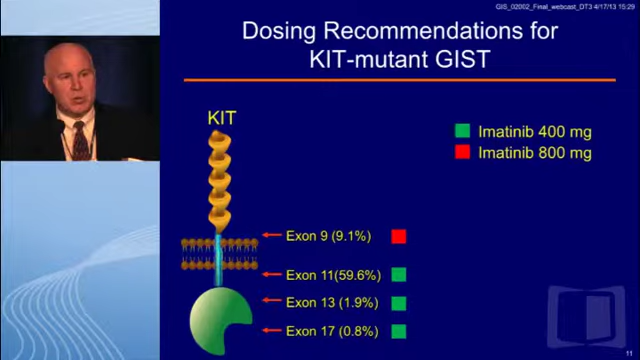 GIS_02002_Final_webcast_DT3 4/17/13 15:29
Dosing Recommendations for
KIT-mutant GIST
KIT
Imatinib 400 mg
Imatinib 800 mg
Exon 9 (9.1%)
Exon 11(59.6%)
Exon 13 (1.9%)
Exon 17 (0.8%)
11